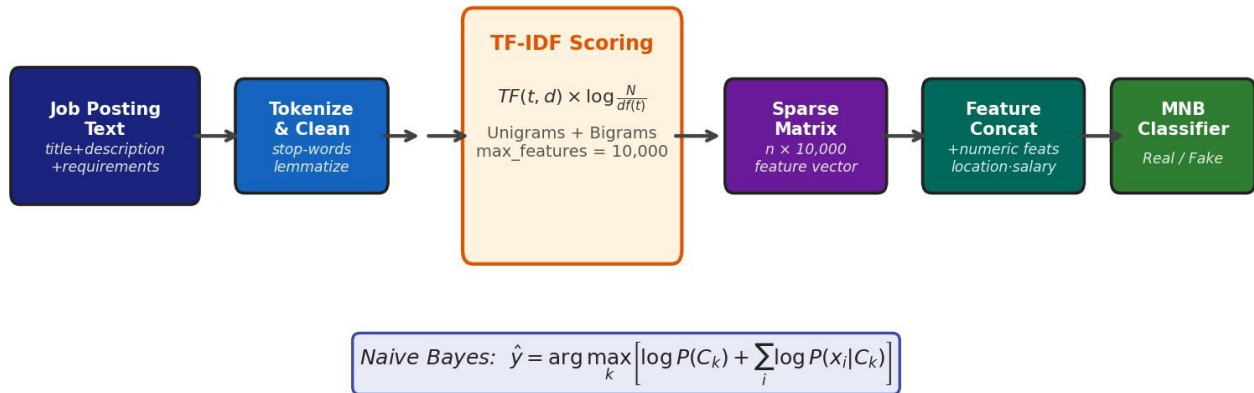 Job Posting
Text
title+description
+requirements
Tokenize
& Clean
stop-words
lemmatize
TF-IDF Scoring
TF(t, d) × log N/df(t)
Unigrams + Bigrams
max_features = 10,000
Sparse
Matrix
n × 10,000
feature vector
Feature
Concat
+numeric feats
location·salary
MNB
Classifier
Real / Fake
Naive Bayes: ŷ = arg max_k [log P(C_k) + ∑_i log P(x_i|C_k)]